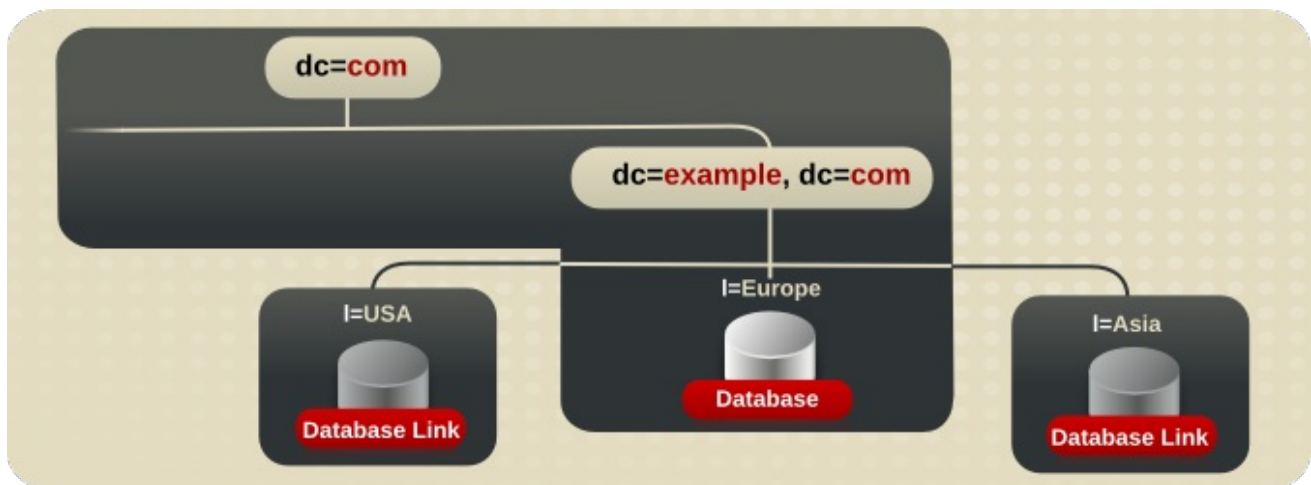 dc=com
dc=example, dc=com
l=Europe
l=USA
l=Asia
Database
Database Link
Database Link